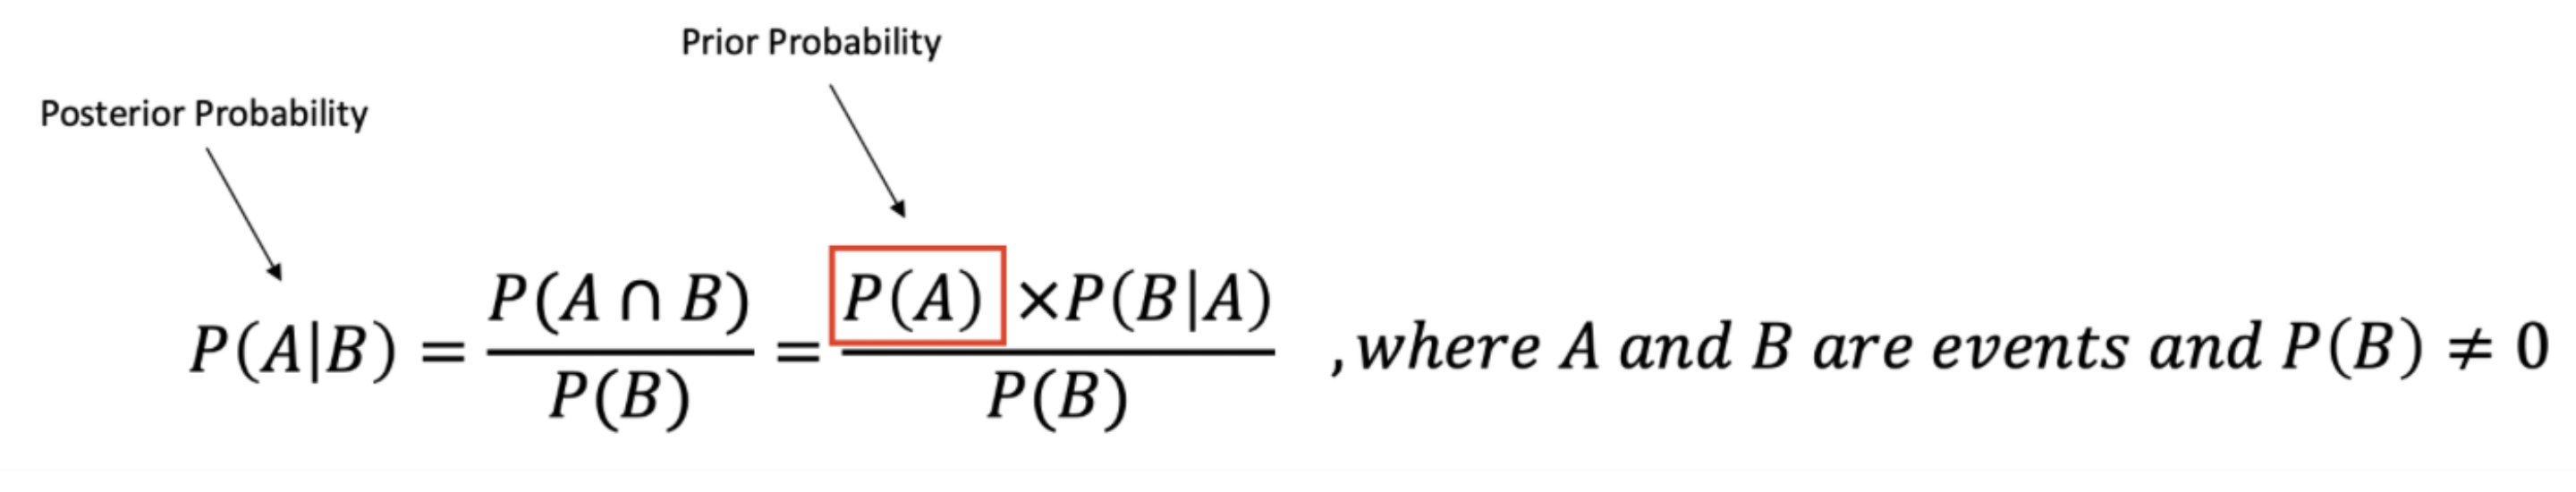 Prior Probability
Posterior Probability
P(A|B) = P(A ∩ B) / P(B) = P(A) ×P(B|A) / P(B) , where A and B are events and P(B) ≠ 0